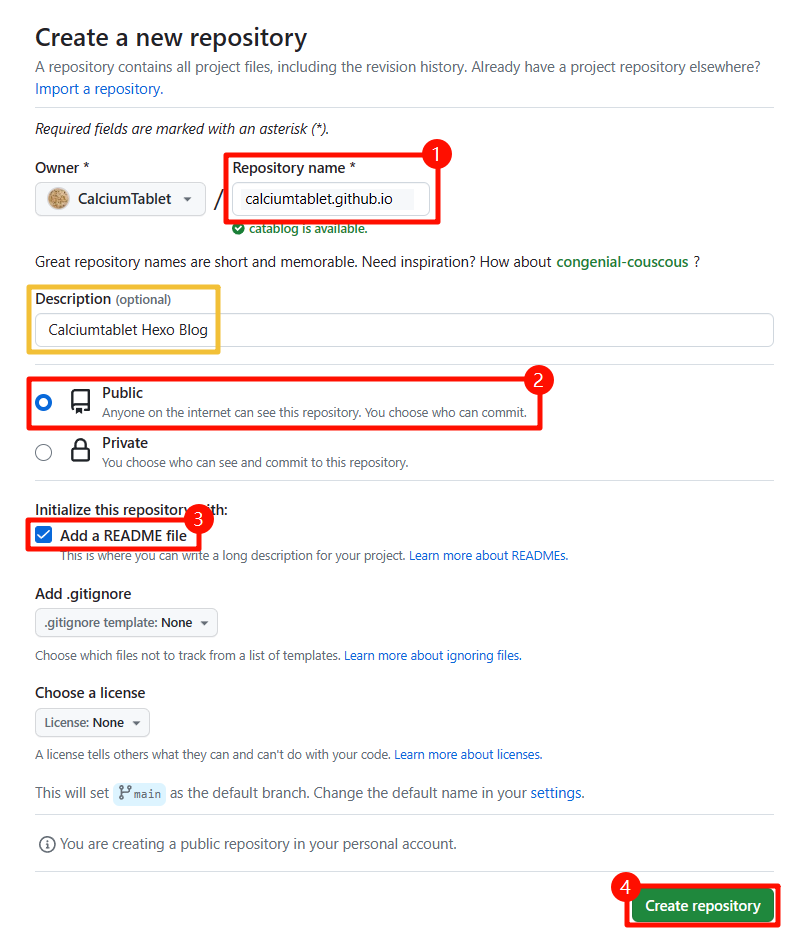 Create a new repository
A repository contains all project files, including the revision history. Already have a project repository elsewhere?
Import a repository.
Required fields are marked with an asterisk (*).
Owner *
Repository name *
1
CalciumTablet
/
calciumtablet.github.io
catablog is available.
Great repository names are short and memorable. Need inspiration? How about congenial-couscous ?
Description (optional)
Calciumtablet Hexo Blog
2
Public
Anyone on the internet can see this repository. You choose who can commit.
Private
You choose who can see and commit to this repository.
Initialize this repository with:
3
Add a README file
This is where you can write a long description for your project. Learn more about READMEs.
Add .gitignore
.gitignore template: None
Choose which files not to track from a list of templates. Learn more about ignoring files.
Choose a license
License: None
A license tells others what they can and can't do with your code. Learn more about licenses.
This will set main as the default branch. Change the default name in your settings.
You are creating a public repository in your personal account.
4
Create repository